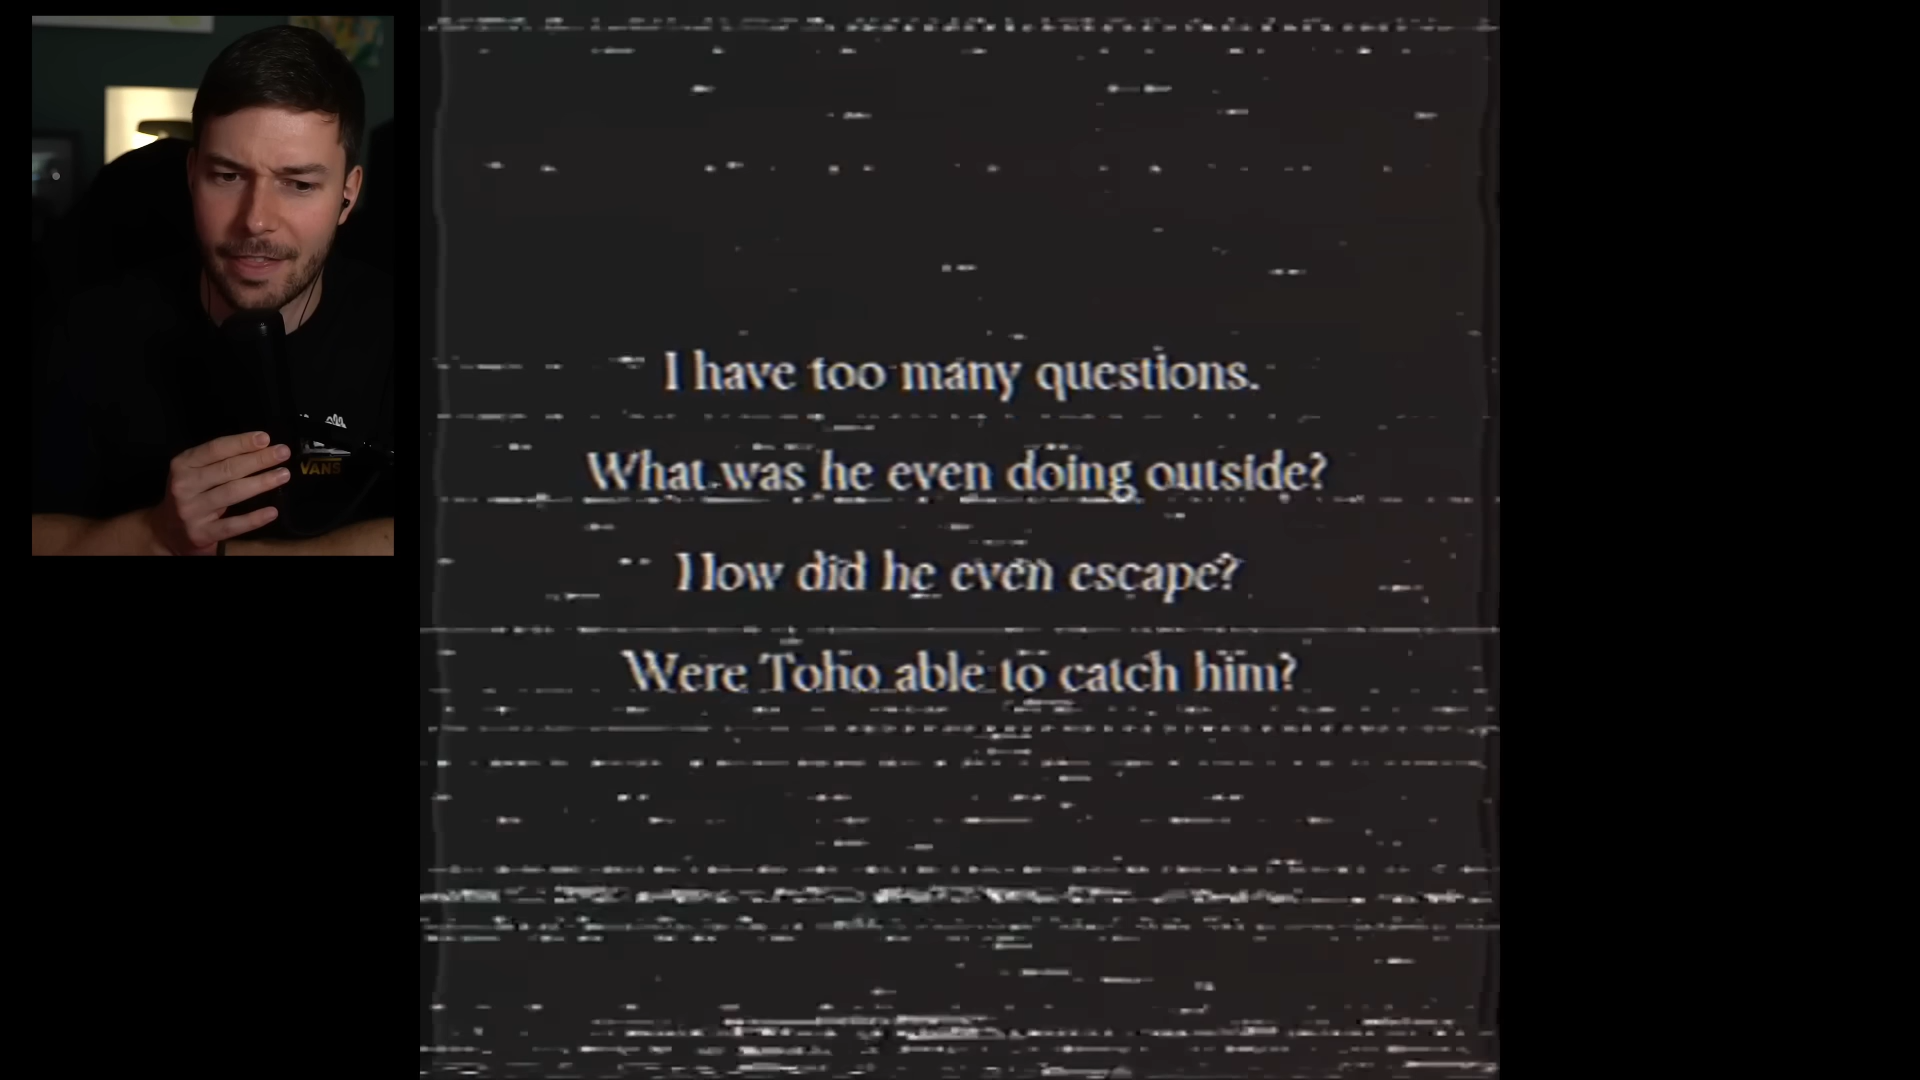 I have too many questions.
What was he even doing outside?
How did he even escape?
Were Toho able to catch him?
VANS